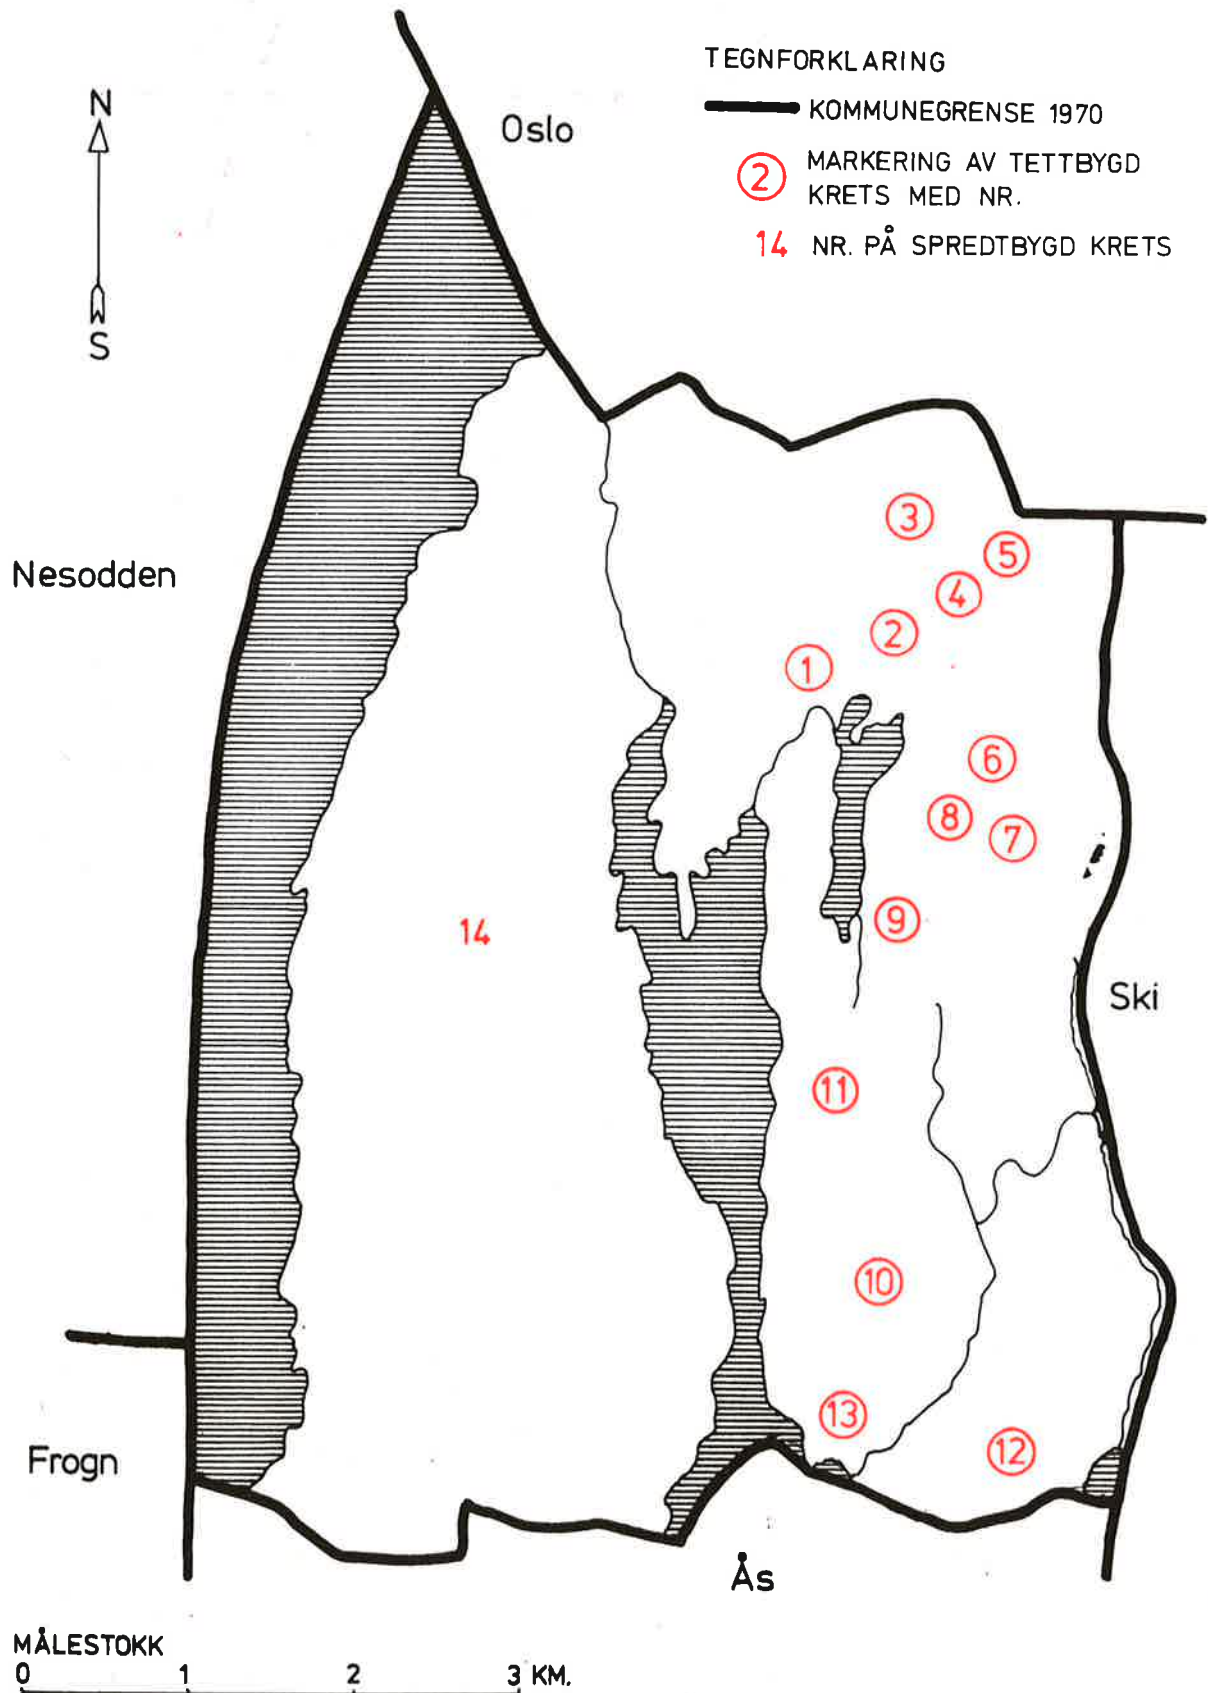 TEGNFORKLARING
KOMMUNEGRENSE 1970
2 MARKERING AV TETTBYGD
KRETS MED NR.
14 NR. PÅ SPREDTBYGD KRETS
N
S
Oslo
Nesodden
3
5
4
2
1
6
8
7
9
14
Ski
11
10
13
12
Frogn
Ås
MÅLESTOKK
0 1 2 3 KM.